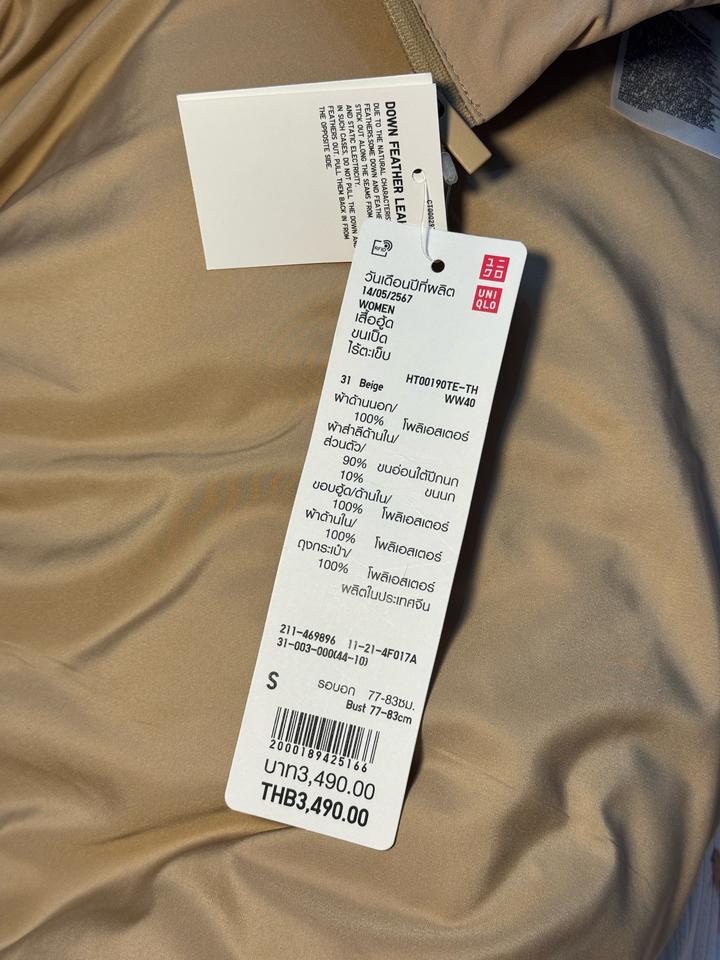 DOWN FEATHER
DUE TO THE NATURAL
FEATHERS,SOME DOWN AND
STICK OUT ALONG THE SEAMS FROM
AND STATIC ELECTRICITY.
IN SUCH CASES, DO NOT PULL THE DOWN
FEATHERS OUT. PULL THEM BACK IN FROM
THE OPPOSITE SIDE.
RFID
ユニ
クロ
UNI
QLO
วันเดือนปีที่ผลิต
14/05/2567
WOMEN
เสื้อฮู้ด
ขนเป็ด
ไร้ตะเข็บ
31 Beige HT00190TE-TH
WW40
ผ้าด้านนอก/
100% โพลิเอสเตอร์
ผ้าสำลีด้านใน/
ส่วนตัว/
90% ขนอ่อนใต้ปีกนก
10% ขนนก
ขอบฮู้ด/ด้านใน/
100% โพลิเอสเตอร์
ผ้าด้านใน/
100% โพลิเอสเตอร์
ถุงกระเป๋า/
100% โพลิเอสเตอร์
ผลิตในประเทศจีน
211-469896 11-21-4F017A
31-003-000(44-10)
S รอบอก 77-83ซม.
Bust 77-83cm
2000189425166
บาท3,490.00
THB3,490.00